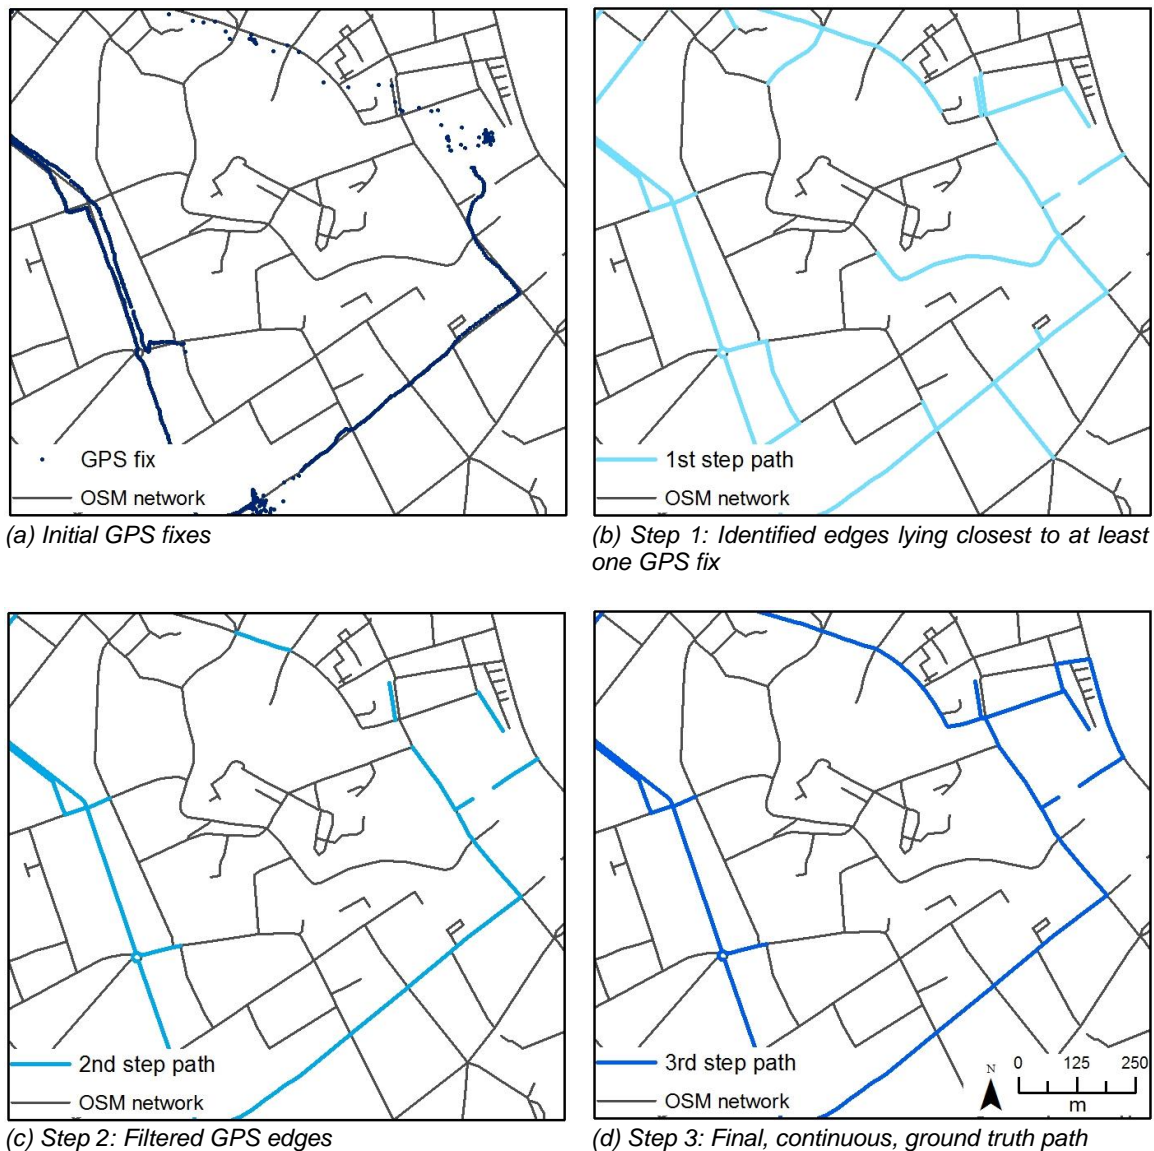 GPS fix
OSM network
(a) Initial GPS fixes
1st step path
OSM network
(b) Step 1: Identified edges lying closest to at least
one GPS fix
2nd step path
OSM network
(c) Step 2: Filtered GPS edges
3rd step path
OSM network
N
0 125 250
m
(d) Step 3: Final, continuous, ground truth path